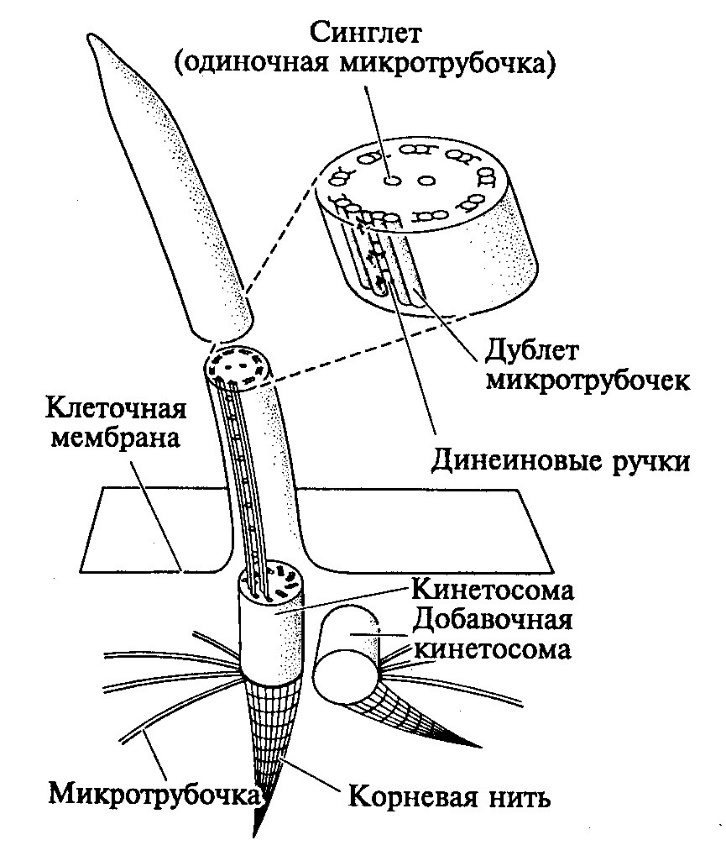 Синглет
(одиночная микротрубочка)
Дублет
микротрубочек
Клеточная
мембрана
Динеиновые ручки
Кинетосома
Добавочная
кинетосома
Микротрубочка
Корневая нить